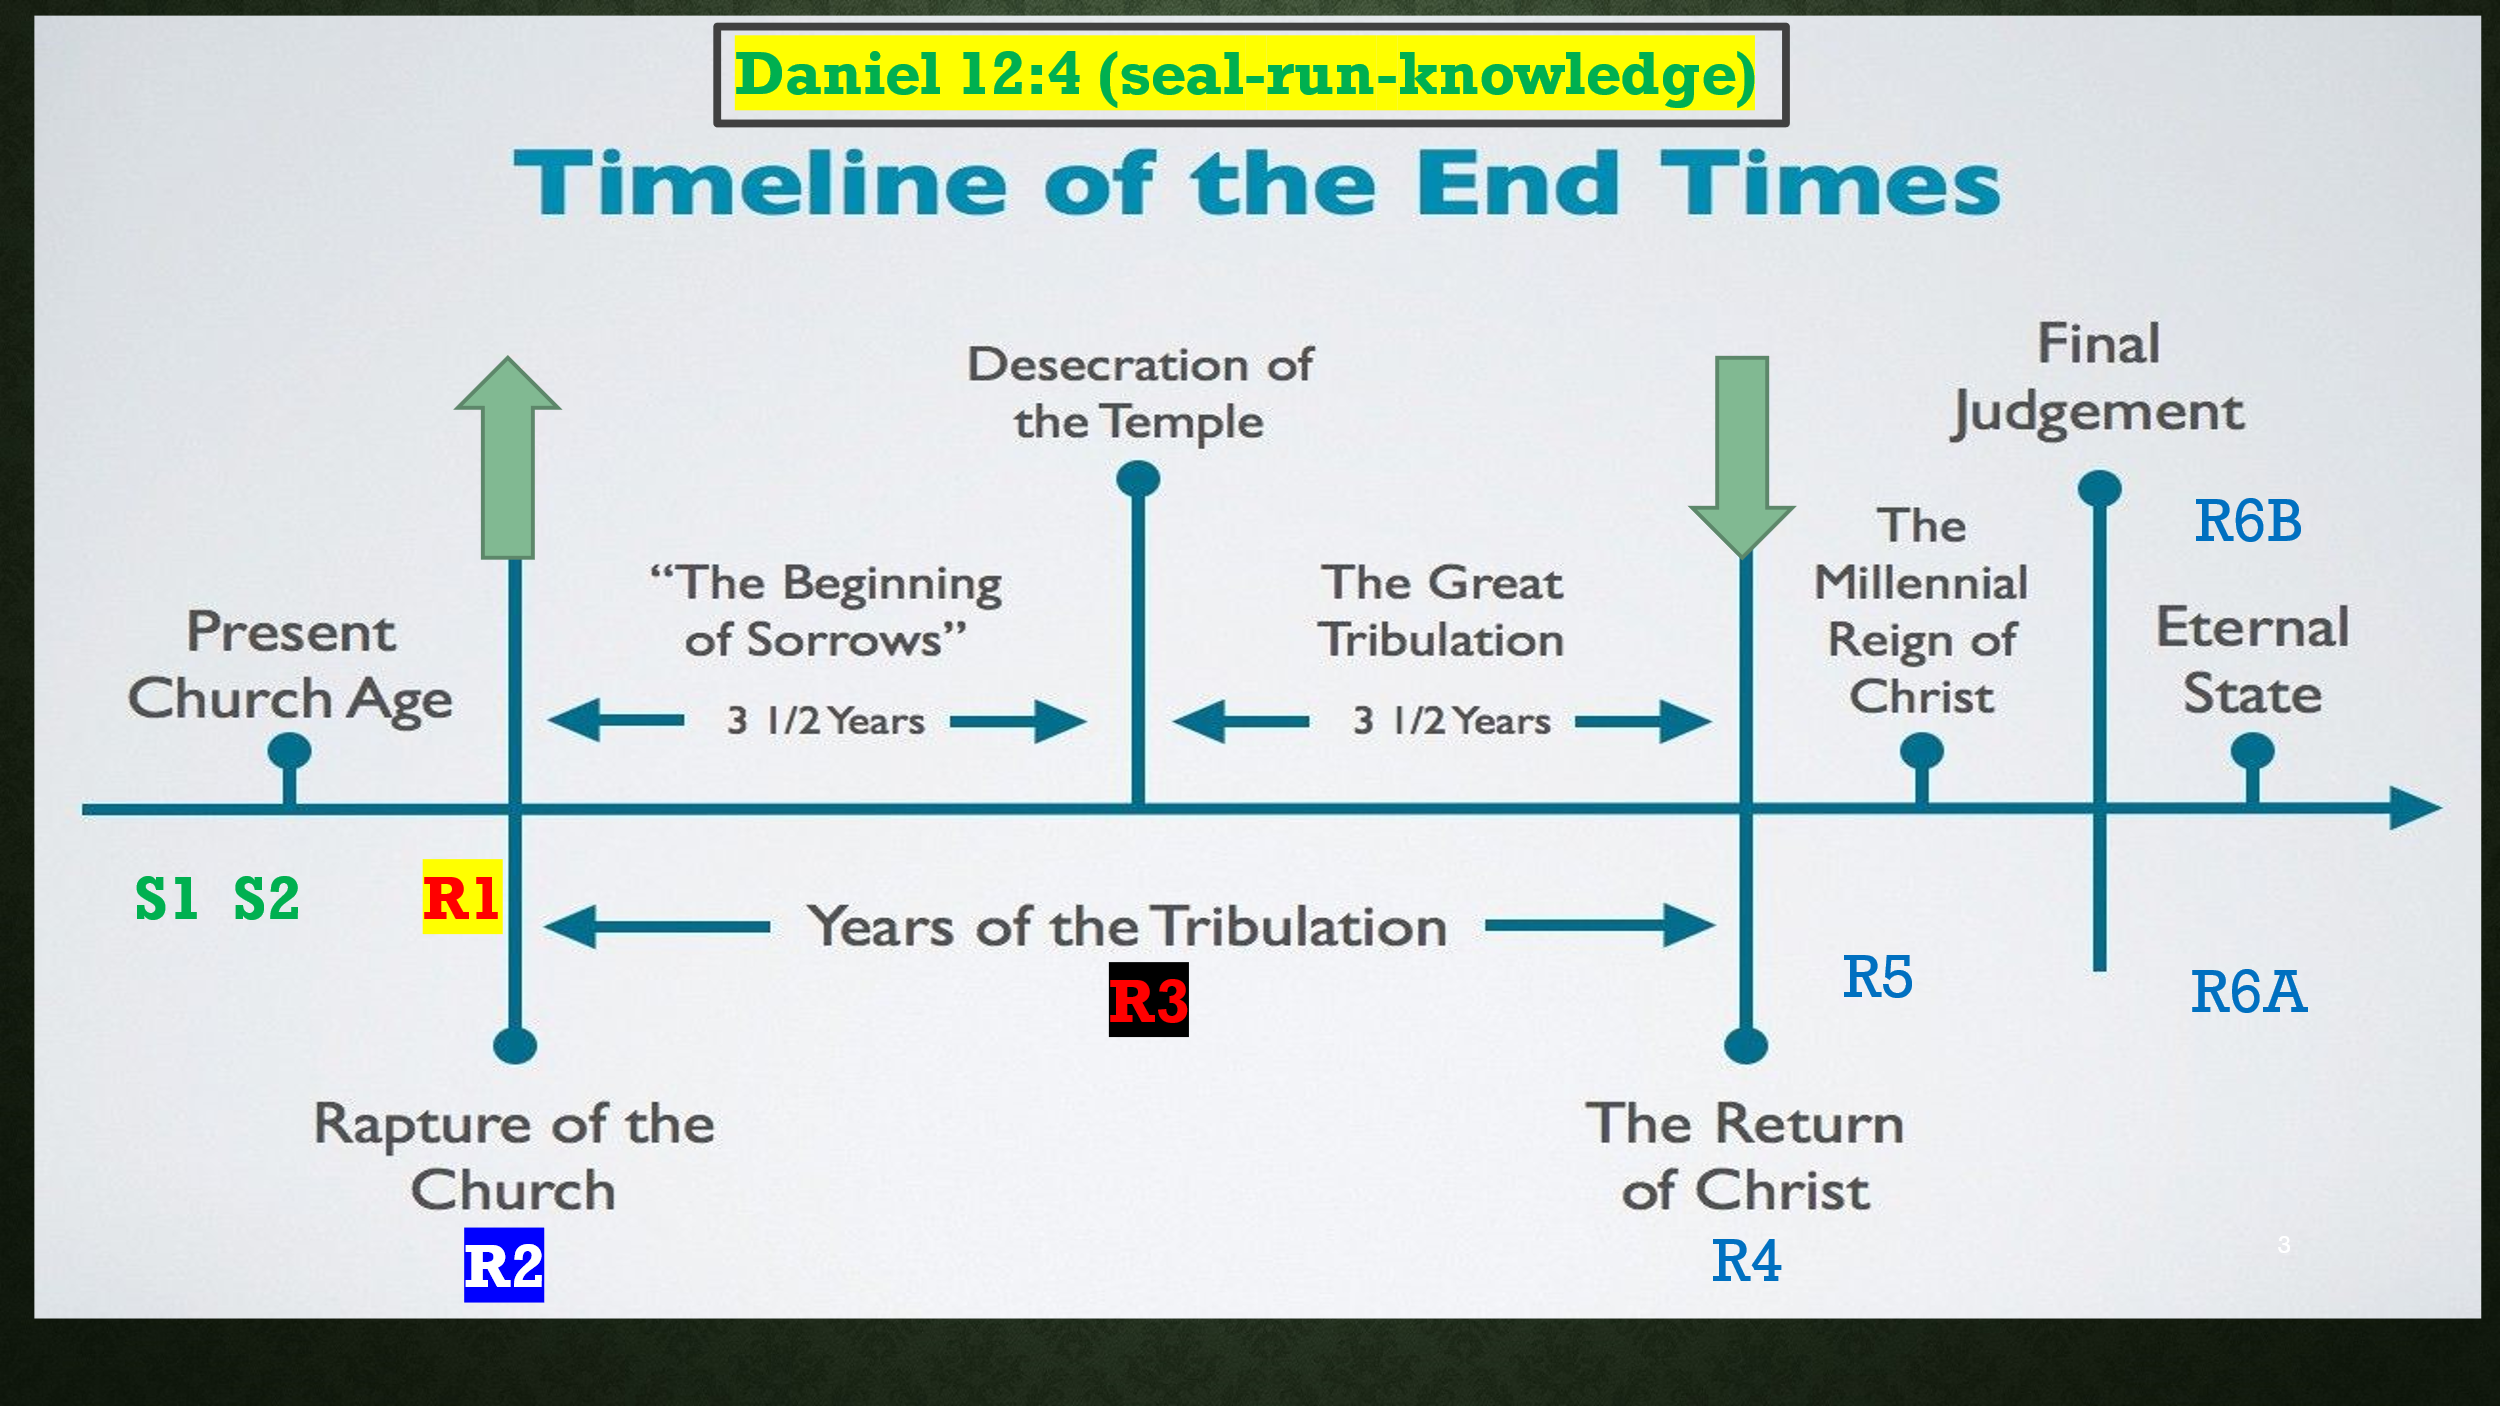 Daniel 12:4 (seal-run-knowledge)
Timeline of the End Times
Desecration of
the Temple
Final
Judgement
R6B
Present
Church Age
“The Beginning
of Sorrows”
3 1/2 Years
The Great
Tribulation
3 1/2 Years
The
Millennial
Reign of
Christ
Eternal
State
S1 S2
R1
Years of the Tribulation
R3
R5
R6A
Rapture of the
Church
R2
The Return
of Christ
R4
3